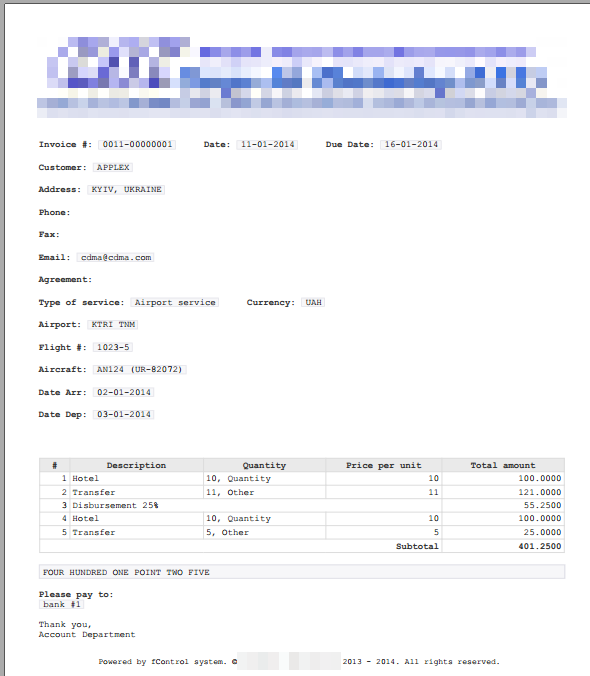 Invoice #: 0011-00000001 Date: 11-01-2014 Due Date: 16-01-2014
Customer: APPLEX
Address: KYIV, UKRAINE
Phone:
Fax:
Email: cdma@cdma.com
Agreement:
Type of service: Airport service Currency: UAH
Airport: KTRI TNM
Flight #: 1023-5
Aircraft: AN124 (UR-82072)
Date Arr: 02-01-2014
Date Dep: 03-01-2014
# Description Quantity Price per unit Total amount
1 Hotel 10, Quantity 10 100.0000
2 Transfer 11, Other 11 121.0000
3 Disbursement 25% 55.2500
4 Hotel 10, Quantity 10 100.0000
5 Transfer 5, Other 5 25.0000
Subtotal 401.2500
FOUR HUNDRED ONE POINT TWO FIVE
Please pay to:
bank #1
Thank you,
Account Department
Powered by fControl system. © 2013 - 2014. All rights reserved.